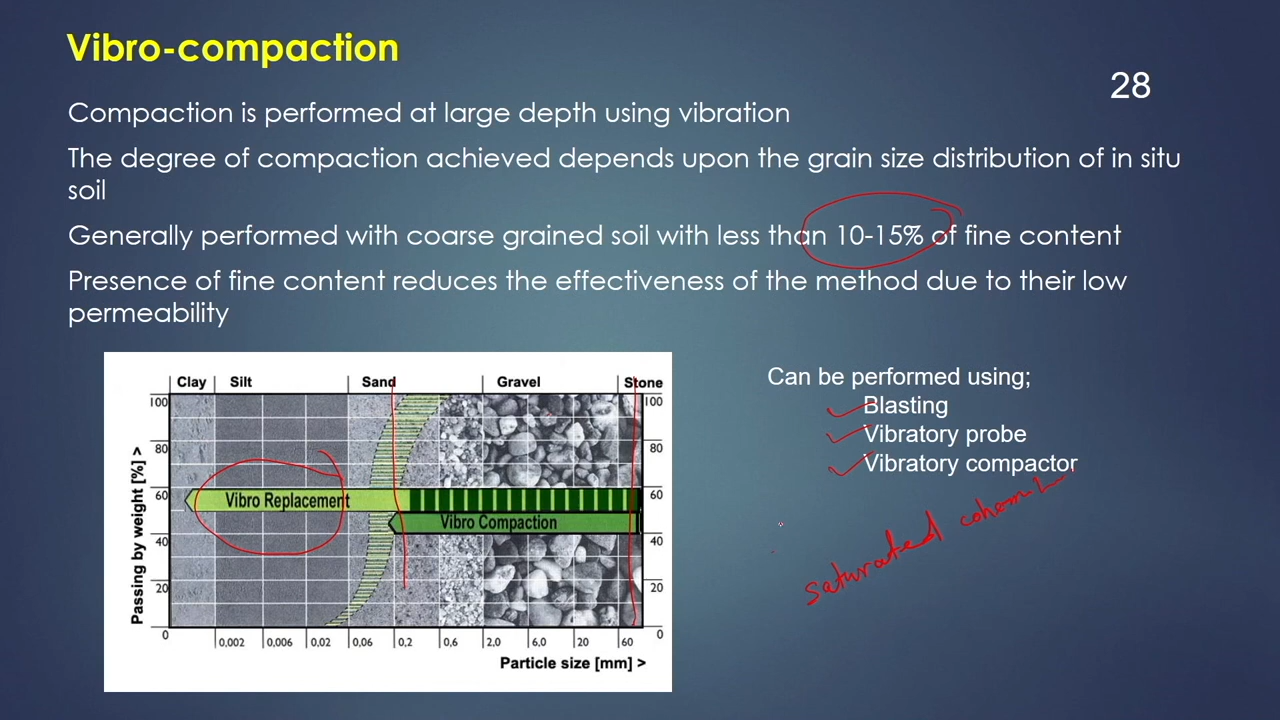 Vibro-compaction
28
Compaction is performed at large depth using vibration
The degree of compaction achieved depends upon the grain size distribution of in situ
soil
Generally performed with coarse grained soil with less than 10-15% of fine content
Presence of fine content reduces the effectiveness of the method due to their low
permeability
Clay Silt Sand Gravel Stone
100 100
80 80
60 60
40 40
20 20
0 0
Passing by weight [%] >
Vibro Replacement
Vibro Compaction
0,002 0,006 0,02 0,06 0,2 0,6 2,0 6,0 20 60
Particle size [mm] >
Can be performed using;
Blasting
Vibratory probe
Vibratory compactor
saturated